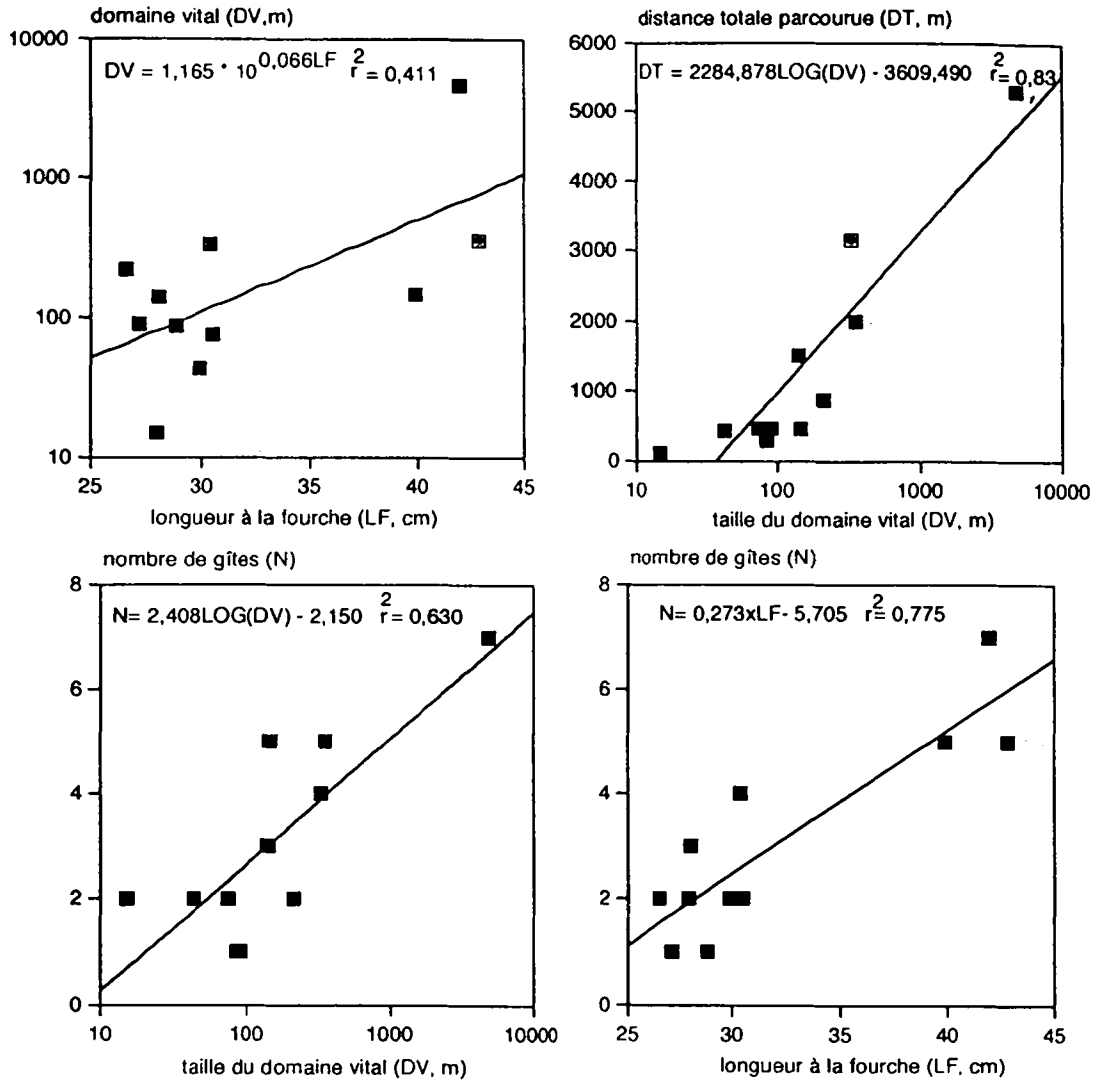 domaine vital (DV,m)
10000
1000
100
10
DV = 1,165 * 10^0,066LF r^2 = 0,411
25 30 35 40 45
longueur à la fourche (LF, cm)
distance totale parcourue (DT, m)
6000
5000
4000
3000
2000
1000
0
DT = 2284,878LOG(DV) - 3609,490 r^2 = 0,83
10 100 1000 10000
taille du domaine vital (DV, m)
nombre de gîtes (N)
8
6
4
2
0
N= 2,408LOG(DV) - 2,150 r^2 = 0,630
10 100 1000 10000
taille du domaine vital (DV, m)
nombre de gîtes (N)
8
6
4
2
0
N= 0,273xLF- 5,705 r^2 = 0,775
25 30 35 40 45
longueur à la fourche (LF, cm)